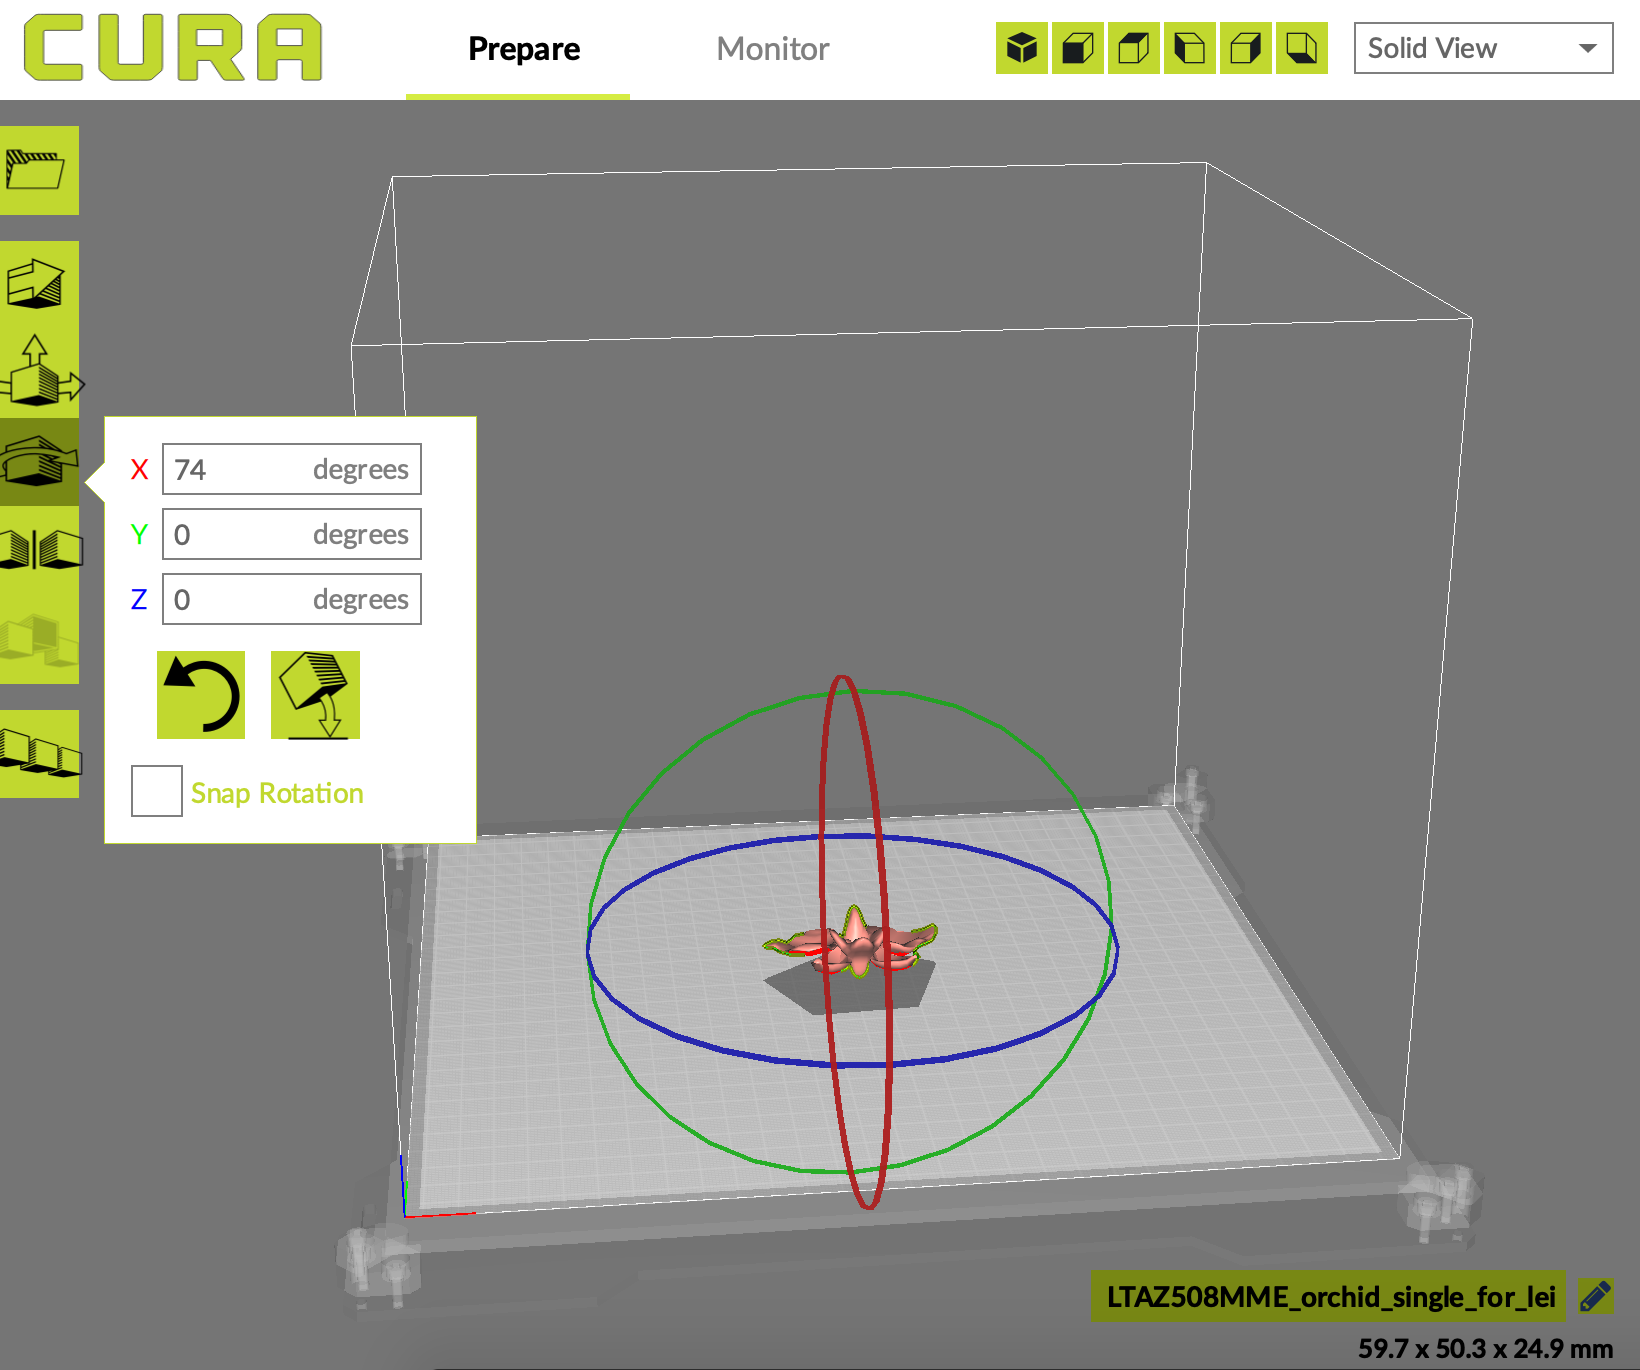 CURA
Prepare
Monitor
Solid View
X 74 degrees
Y 0 degrees
Z 0 degrees
Snap Rotation
LTAZ508MME_orchid_single_for_lei
59.7 x 50.3 x 24.9 mm